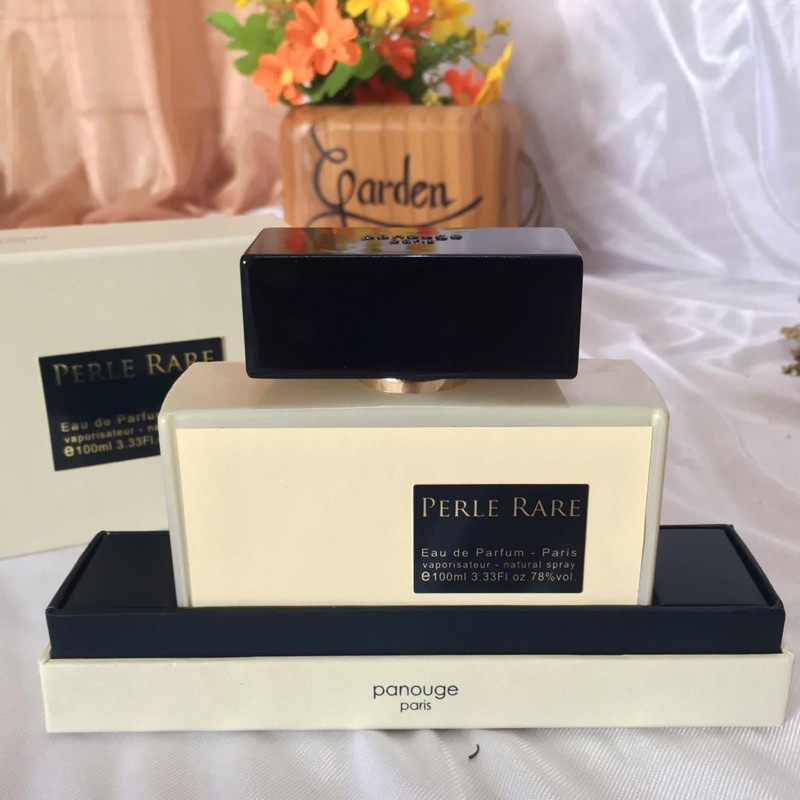 Garden
PERLE RARE
Eau de Parfum
vaporisateur -
e100ml 3.33Fl.
PERLE RARE
Eau de Parfum - Paris
vaporisateur - natural spray
e100ml 3.33Fl.oz.78%vol.
panouge
paris